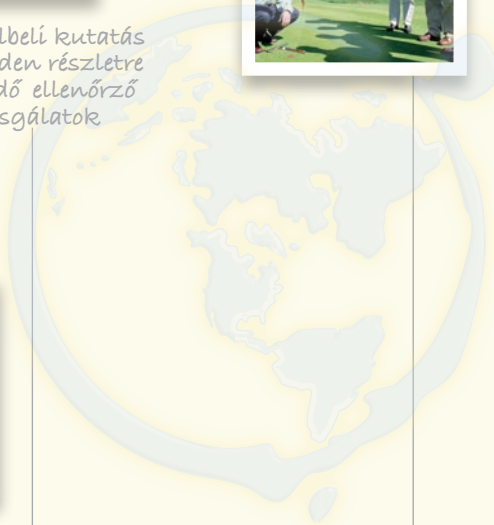 lbeli kutatás
den részletre
dő ellenőrző
sgálatok